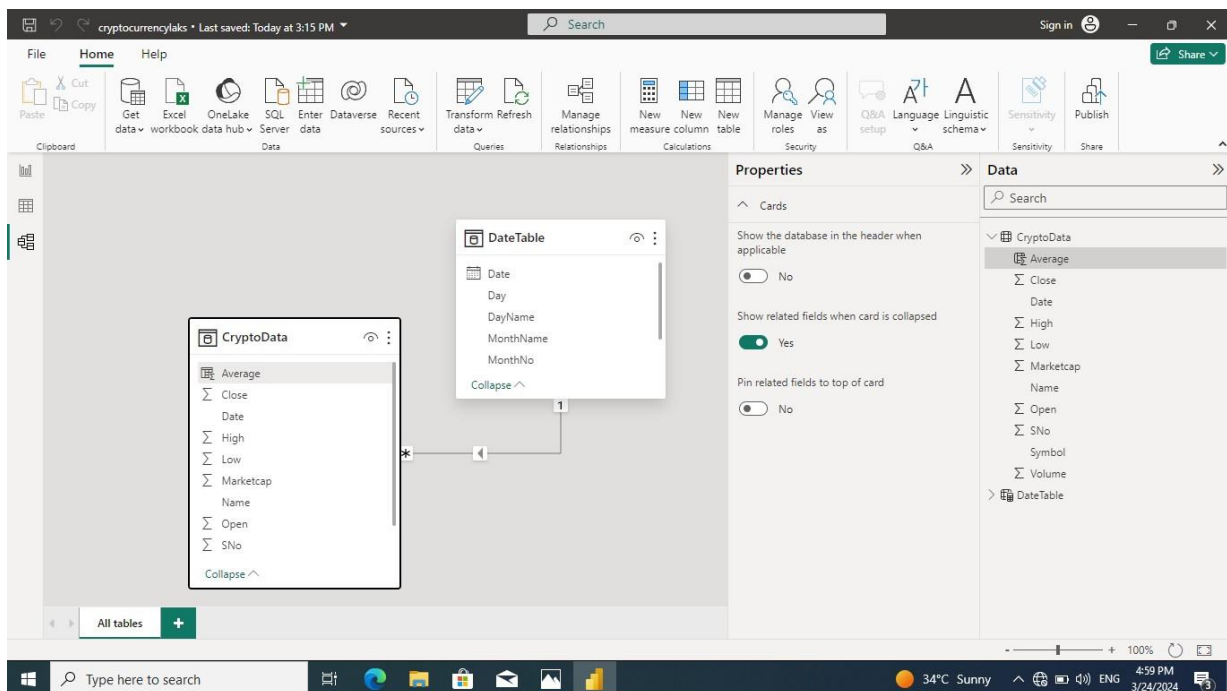 cryptocurrencylaks • Last saved: Today at 3:15 PM
Search
Sign in
File Home Help
Share
Paste
Cut
Copy
Get data
Excel workbook
OneLake data hub
SQL Server
Enter data
Dataverse
Recent sources
Transform data
Refresh
Manage relationships
New measure
New column
New table
Manage roles
View as
Q&A setup
Language
Linguistic schema
Sensitivity
Publish
Clipboard Data Queries Relationships Calculations Security Q&A Sensitivity Share
DateTable
Date
Day
DayName
MonthName
MonthNo
Collapse
1
*
CryptoData
Average
Close
Date
High
Low
Marketcap
Name
Open
SNo
Collapse
Properties
Cards
Show the database in the header when
applicable
No
Show related fields when card is collapsed
Yes
Pin related fields to top of card
No
Data
Search
CryptoData
Average
Close
Date
High
Low
Marketcap
Name
Open
SNo
Symbol
Volume
DateTable
All tables +
- + 100%
Type here to search
34°C Sunny
ENG
4:59 PM
3/24/2024
3